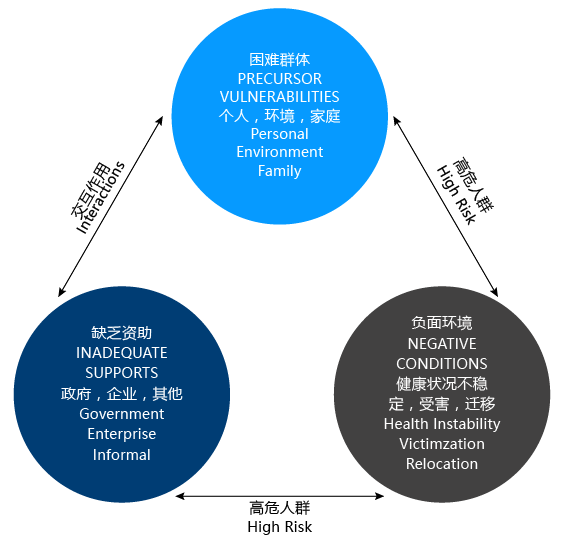 困难群体
PRECURSOR
VULNERABILITIES
个人，环境，家庭
Personal
Environment
Family
交互作用
Interactions
高危人群
High Risk
缺乏资助
INADEQUATE
SUPPORTS
政府，企业，其他
Government
Enterprise
Informal
负面环境
NEGATIVE
CONDITIONS
健康状况不稳
定，受害，迁移
Health Instability
Victimzation
Relocation
高危人群
High Risk